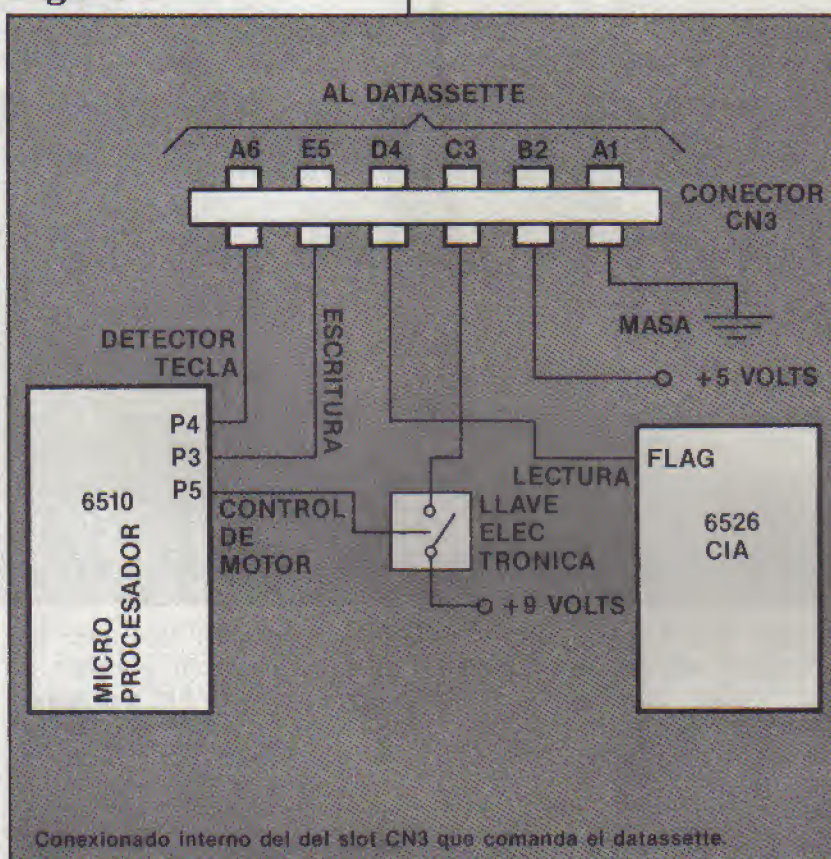 AL DATASSETTE
A6 E5 D4 C3 B2 A1
CONECTOR
CN3
DETECTOR
TECLA
ESCRITURA
MASA
+5 VOLTS
P4
P3
P5
6510
MICRO
PROCESADOR
CONTROL
DE
MOTOR
LECTURA
LLAVE
ELEC
TRONICA
+9 VOLTS
FLAG
6526
CIA
Conexionado interno del del slot CN3 que comanda el datassette.